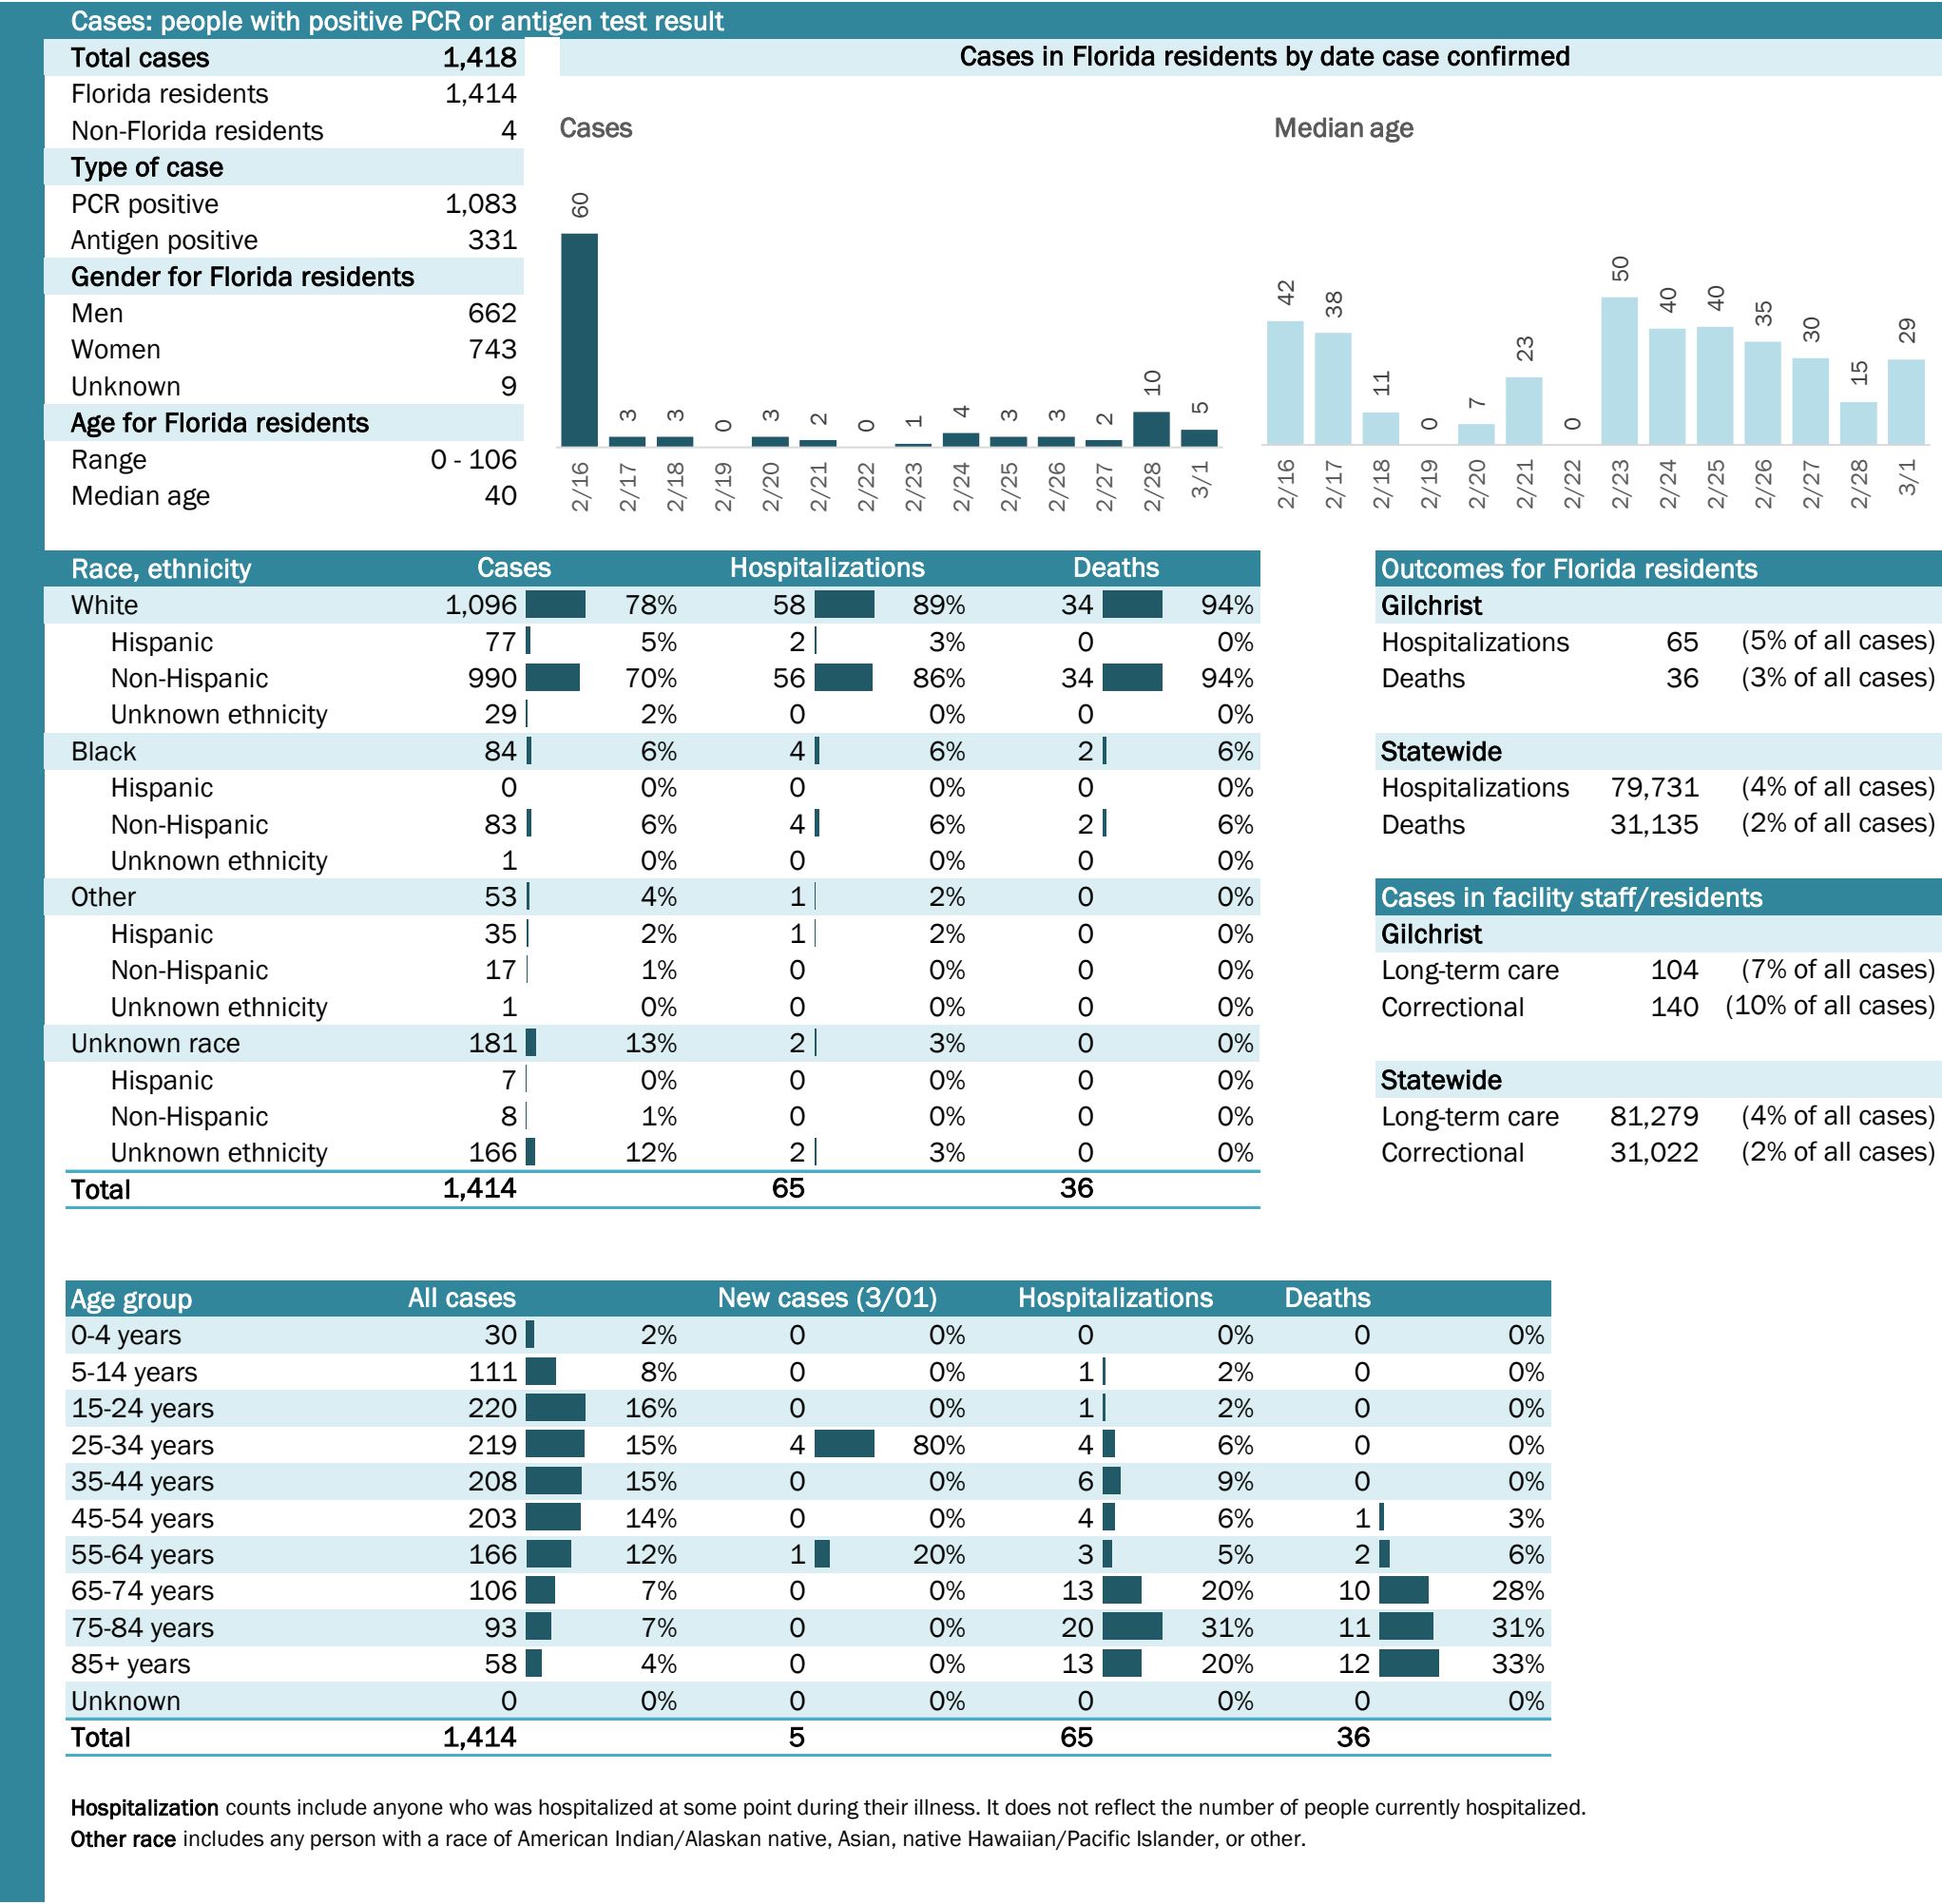 Cases: people with positive PCR or antigen test result
Total cases 1,418
Florida residents 1,414
Non-Florida residents 4
Type of case
PCR positive 1,083
Antigen positive 331
Gender for Florida residents
Men 662
Women 743
Unknown 9
Age for Florida residents
Range 0 - 106
Median age 40
Cases in Florida residents by date case confirmed
Cases
60 3 3 0 3 2 0 1 4 3 3 2 10 5
2/16 2/17 2/18 2/19 2/20 2/21 2/22 2/23 2/24 2/25 2/26 2/27 2/28 3/1
Median age
42 38 11 0 7 23 0 50 40 40 35 30 15 29
2/16 2/17 2/18 2/19 2/20 2/21 2/22 2/23 2/24 2/25 2/26 2/27 2/28 3/1
Race, ethnicity Cases Hospitalizations Deaths
White 1,096 78% 58 89% 34 94%
Hispanic 77 5% 2 3% 0 0%
Non-Hispanic 990 70% 56 86% 34 94%
Unknown ethnicity 29 2% 0 0% 0 0%
Black 84 6% 4 6% 2 6%
Hispanic 0 0% 0 0% 0 0%
Non-Hispanic 83 6% 4 6% 2 6%
Unknown ethnicity 1 0% 0 0% 0 0%
Other 53 4% 1 2% 0 0%
Hispanic 35 2% 1 2% 0 0%
Non-Hispanic 17 1% 0 0% 0 0%
Unknown ethnicity 1 0% 0 0% 0 0%
Unknown race 181 13% 2 3% 0 0%
Hispanic 7 0% 0 0% 0 0%
Non-Hispanic 8 1% 0 0% 0 0%
Unknown ethnicity 166 12% 2 3% 0 0%
Total 1,414 65 36
Outcomes for Florida residents
Gilchrist
Hospitalizations 65 (5% of all cases)
Deaths 36 (3% of all cases)
Statewide
Hospitalizations 79,731 (4% of all cases)
Deaths 31,135 (2% of all cases)
Cases in facility staff/residents
Gilchrist
Long-term care 104 (7% of all cases)
Correctional 140 (10% of all cases)
Statewide
Long-term care 81,279 (4% of all cases)
Correctional 31,022 (2% of all cases)
Age group All cases New cases (3/01) Hospitalizations Deaths
0-4 years 30 2% 0 0% 0 0% 0 0%
5-14 years 111 8% 0 0% 1 2% 0 0%
15-24 years 220 16% 0 0% 1 2% 0 0%
25-34 years 219 15% 4 80% 4 6% 0 0%
35-44 years 208 15% 0 0% 6 9% 0 0%
45-54 years 203 14% 0 0% 4 6% 1 3%
55-64 years 166 12% 1 20% 3 5% 2 6%
65-74 years 106 7% 0 0% 13 20% 10 28%
75-84 years 93 7% 0 0% 20 31% 11 31%
85+ years 58 4% 0 0% 13 20% 12 33%
Unknown 0 0% 0 0% 0 0% 0 0%
Total 1,414 5 65 36
Hospitalization counts include anyone who was hospitalized at some point during their illness. It does not reflect the number of people currently hospitalized.
Other race includes any person with a race of American Indian/Alaskan native, Asian, native Hawaiian/Pacific Islander, or other.